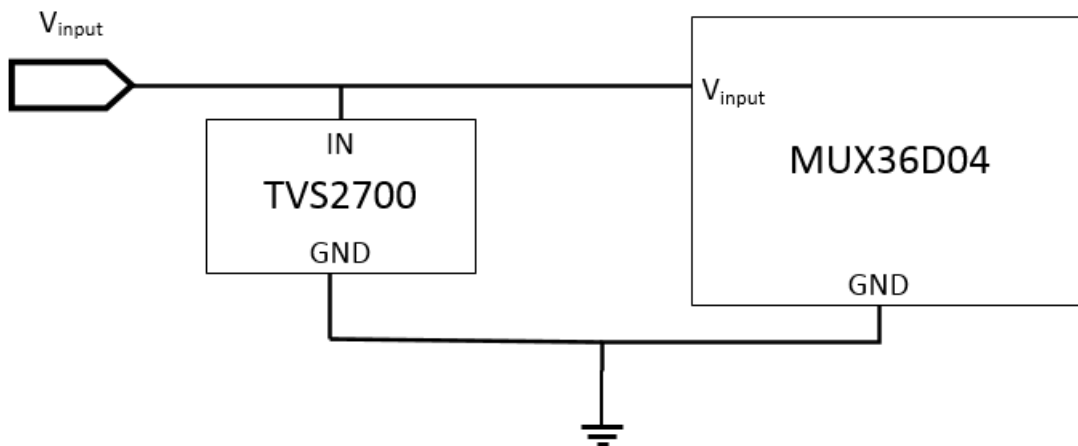 Vinput
Vinput
IN
MUX36D04
TVS2700
GND
GND